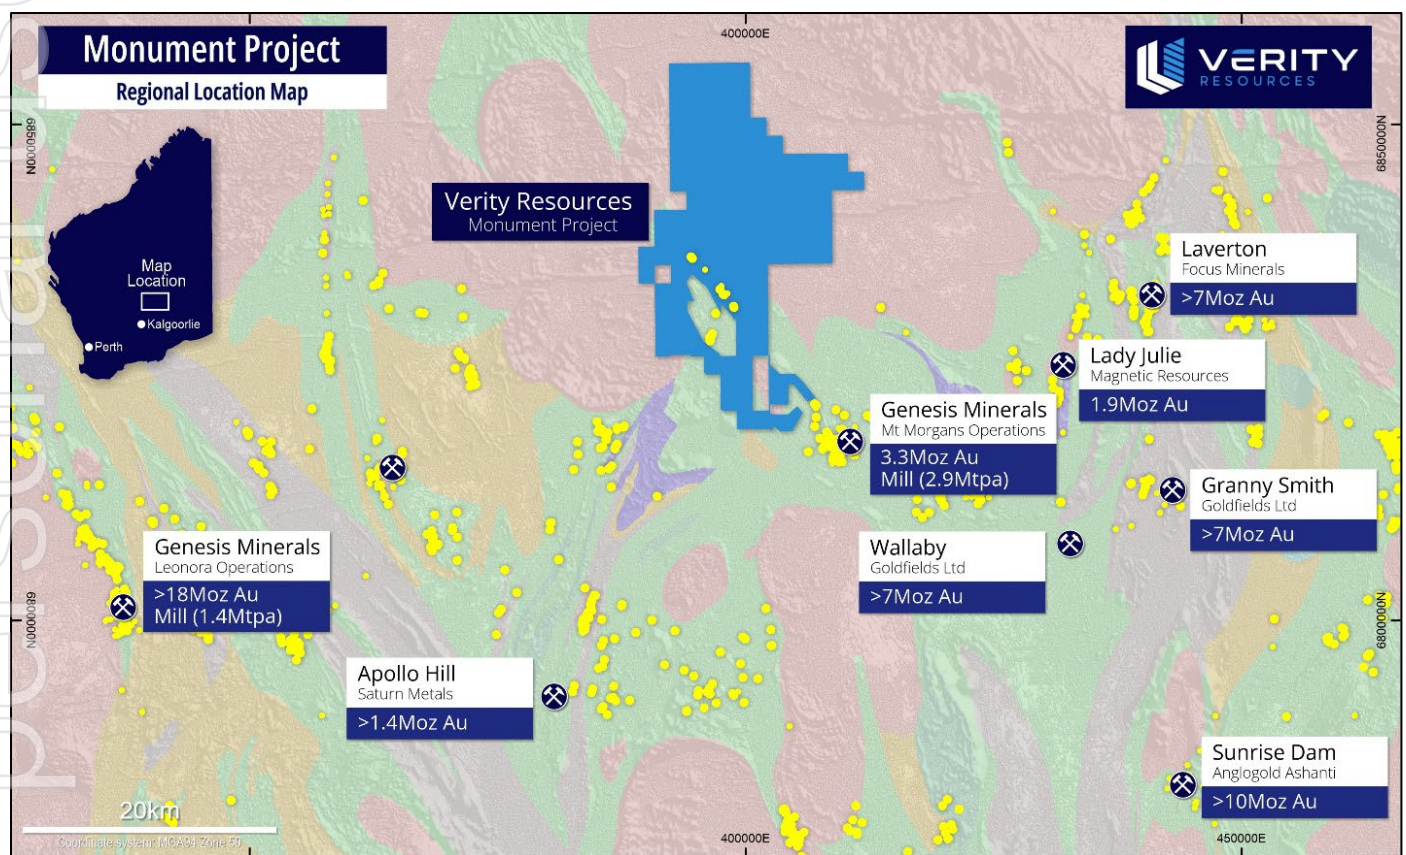 Monument Project
Regional Location Map
400000E
VERITY
RESOURCES
6850000N
6850000N
Verity Resources
Monument Project
Map
Location
Kalgoorlie
Perth
Laverton
Focus Minerals
>7Moz Au
Lady Julie
Magnetic Resources
1.9Moz Au
Genesis Minerals
Mt Morgans Operations
3.3Moz Au
Mill (2.9Mtpa)
Granny Smith
Goldfields Ltd
>7Moz Au
Wallaby
Goldfields Ltd
>7Moz Au
Genesis Minerals
Leonora Operations
>18Moz Au
Mill (1.4Mtpa)
6800000N
6800000N
Apollo Hill
Saturn Metals
>1.4Moz Au
Sunrise Dam
Anglogold Ashanti
>10Moz Au
20km
Coordinate system: MGA94 Zone 51
400000E
450000E